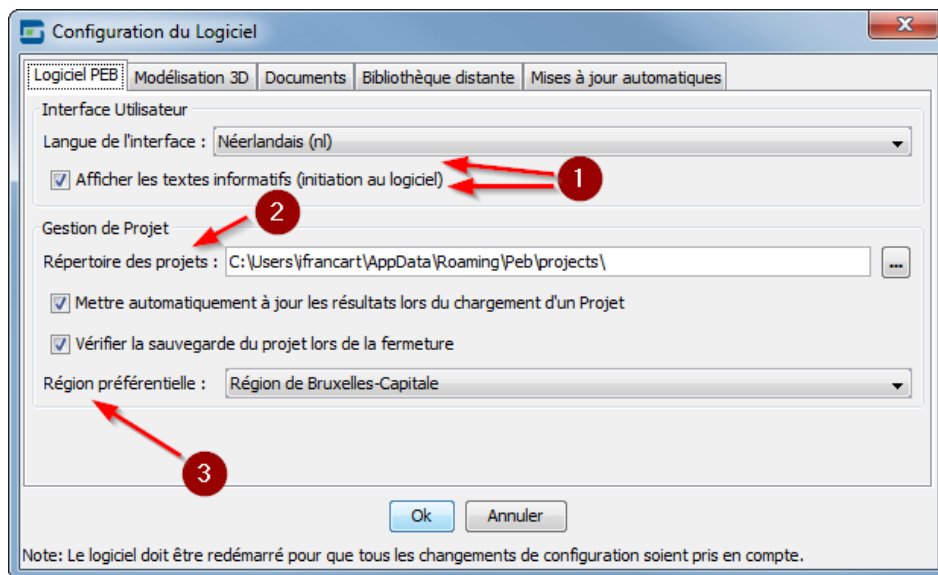 Configuration du Logiciel
Logiciel PEB Modélisation 3D Documents Bibliothèque distante Mises à jour automatiques
Interface Utilisateur
Langue de l'interface : Néerlandais (nl)
Afficher les textes informatifs (initiation au logiciel)
1
2
Gestion de Projet
Répertoire des projets : C:\Users\ifrancart\AppData\Roaming\Peb\projects\ ...
Mettre automatiquement à jour les résultats lors du chargement d'un Projet
Vérifier la sauvegarde du projet lors de la fermeture
Région préférentielle : Région de Bruxelles-Capitale
3
Ok Annuler
Note: Le logiciel doit être redémarré pour que tous les changements de configuration soient pris en compte.